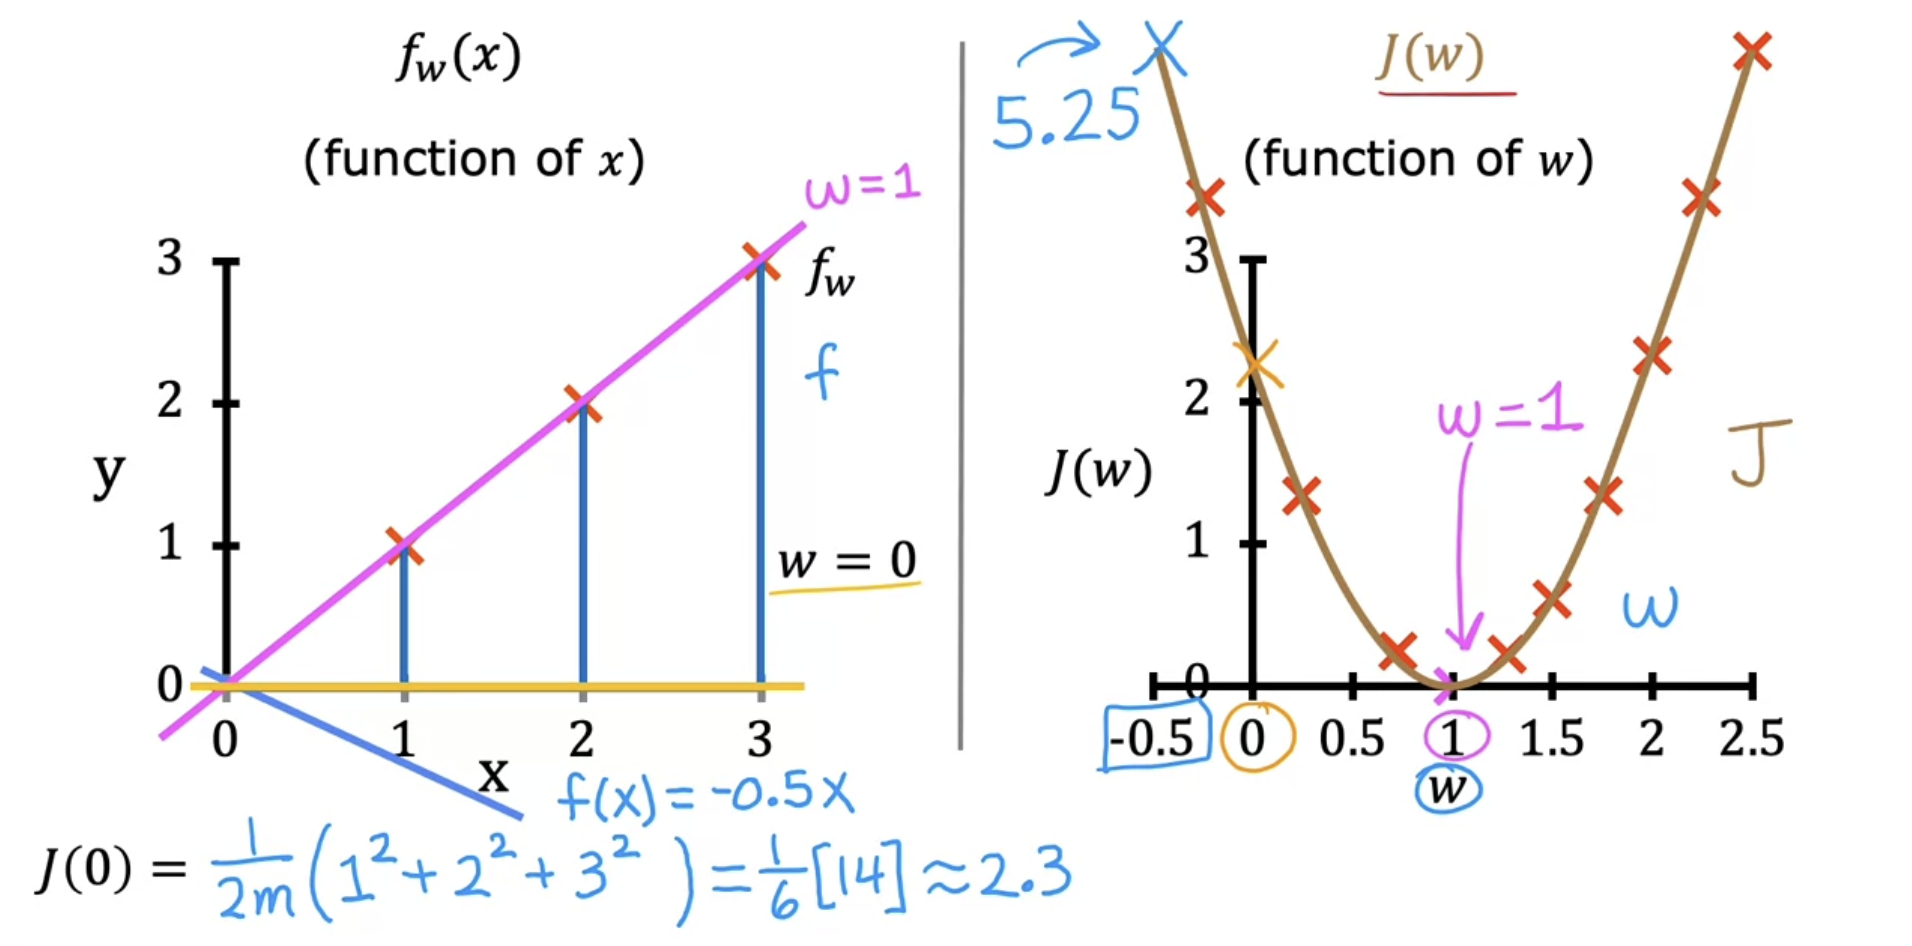 f_w(x)
(function of x)
w=1
3
f_w
f
2
y
1
w = 0
0
0 1 2 3
x
f(x)=-0.5x
J(0) = 1/2m (1²+2²+3²) = 1/6 [14] ≈ 2.3
5.25
J(w)
(function of w)
3
2
w=1
J
J(w)
1
w
0
-0.5 0 0.5 1 1.5 2 2.5
w